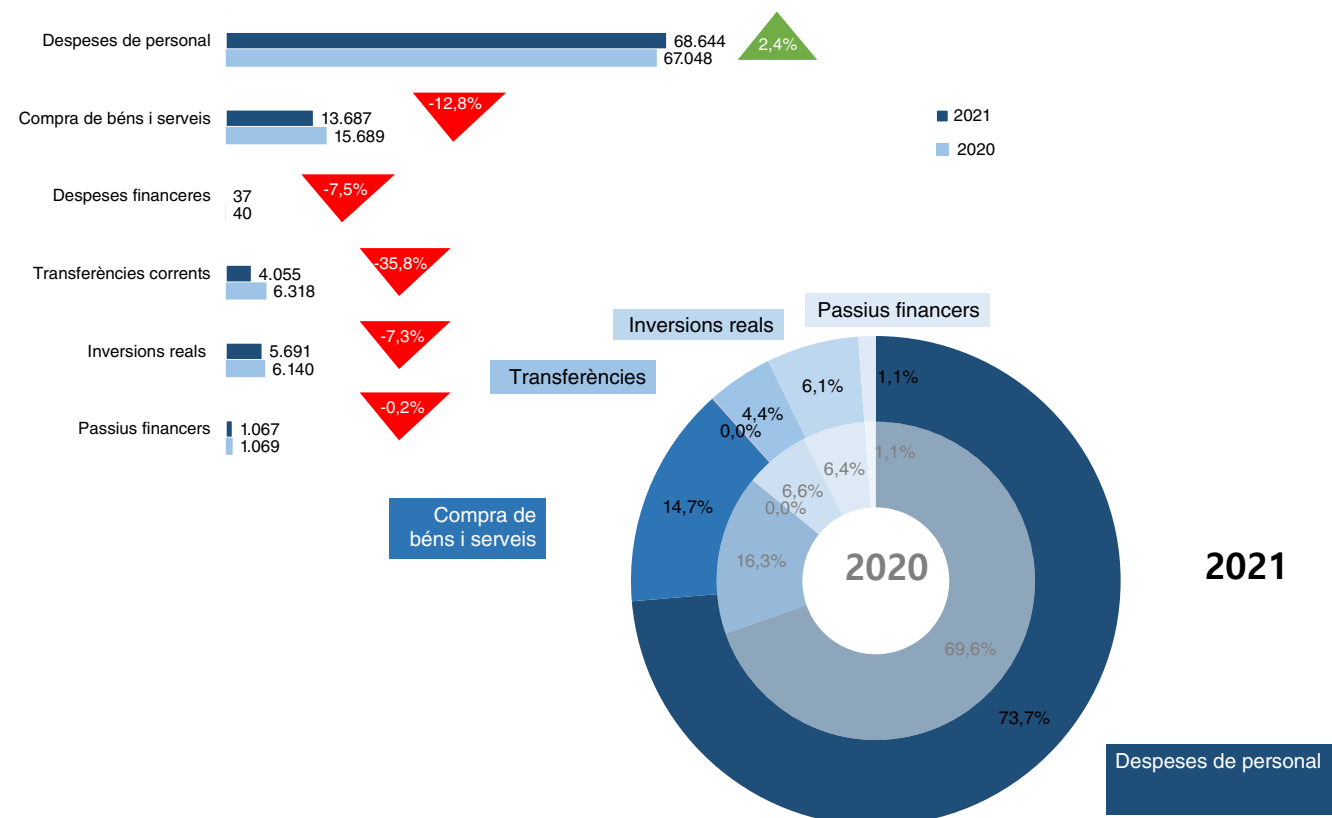 Despeses de personal
68.644
67.048
2,4%
Compra de béns i serveis
13.687
15.689
-12,8%
2021
2020
Despeses financeres
37
40
-7,5%
Transferències corrents
4.055
6.318
-35,8%
Inversions reals
5.691
6.140
-7,3%
Passius financers
1.067
1.069
-0,2%
Passius financers
Inversions reals
Transferències
Compra de
béns i serveis
1,1%
6,1%
4,4%
0,0%
14,7%
73,7%
1,1%
6,4%
6,6%
0,0%
16,3%
69,6%
2020
2021
Despeses de personal